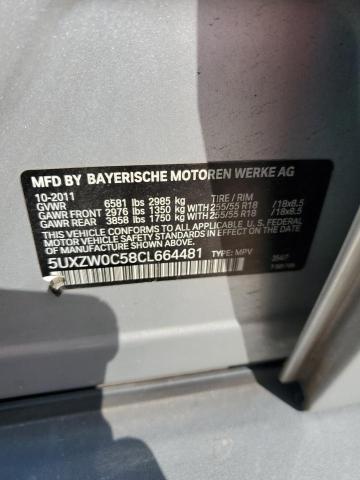 MFD BY BAYERISCHE MOTOREN WERKE AG
10-2011
GVWR 6581 lbs 2985 kg TIRE / RIM
GAWR FRONT 2976 lbs 1350 kg WITH 255/55 R18 /18x8.5
GAWR REAR 3858 lbs 1750 kg WITH 255/55 R18 /18x8.5
THIS VEHICLE CONFORMS TO ALL APPLICABLE U.S. FEDERAL
MOTOR VEHICLE SAFETY STANDARDS IN EFFECT ON THE
DATE OF MANUFACTURE SHOWN ABOVE.
5UXZW0C58CL664481 TYPE: MPV